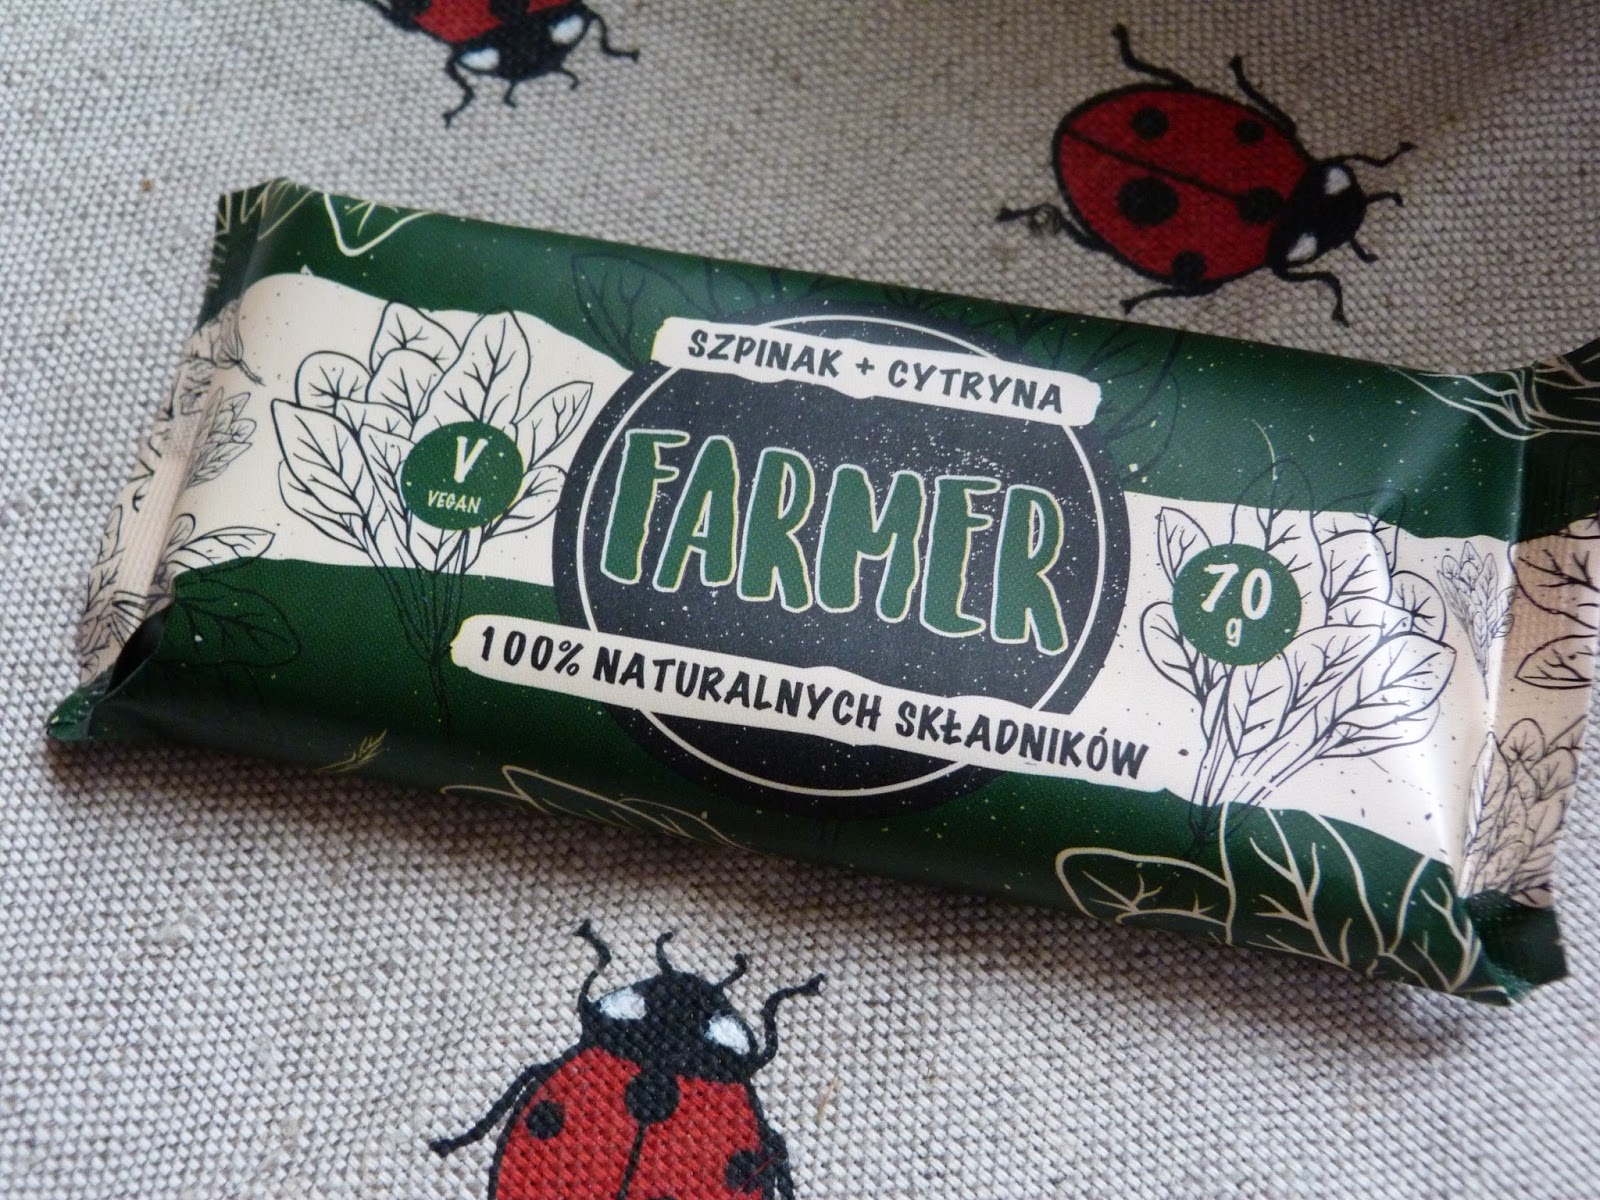 SZPINAK + CYTRYNA
FARMER
V
VEGAN
70
g
100% NATURALNYCH SKŁADNIKÓW